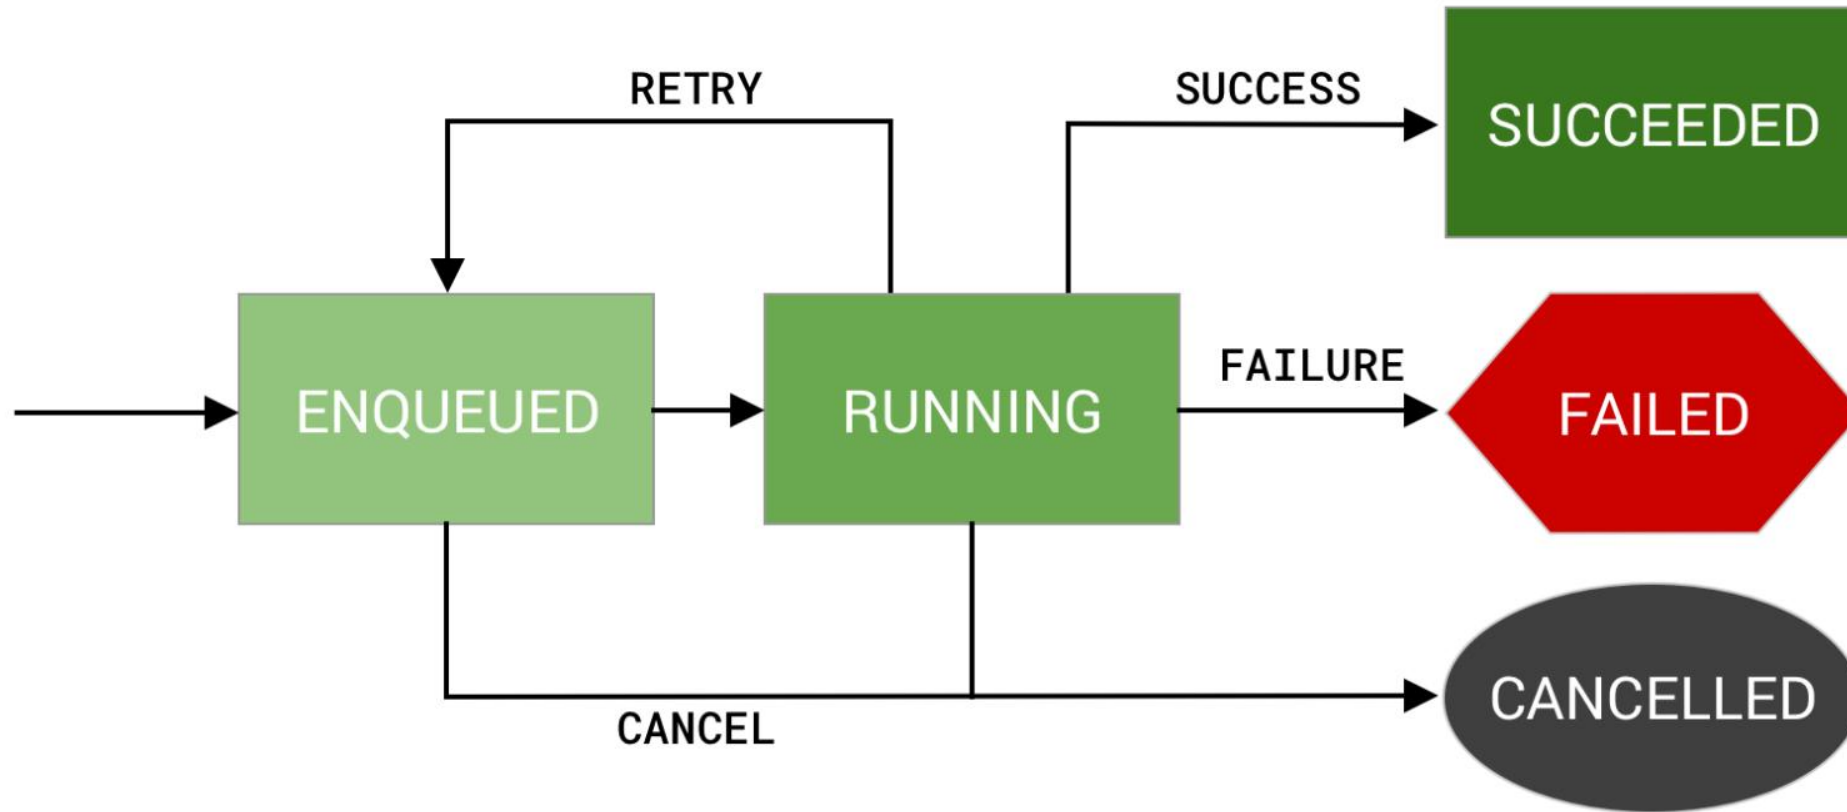 RETRY
SUCCESS
SUCCEEDED
ENQUEUED
RUNNING
FAILURE
FAILED
CANCEL
CANCELLED